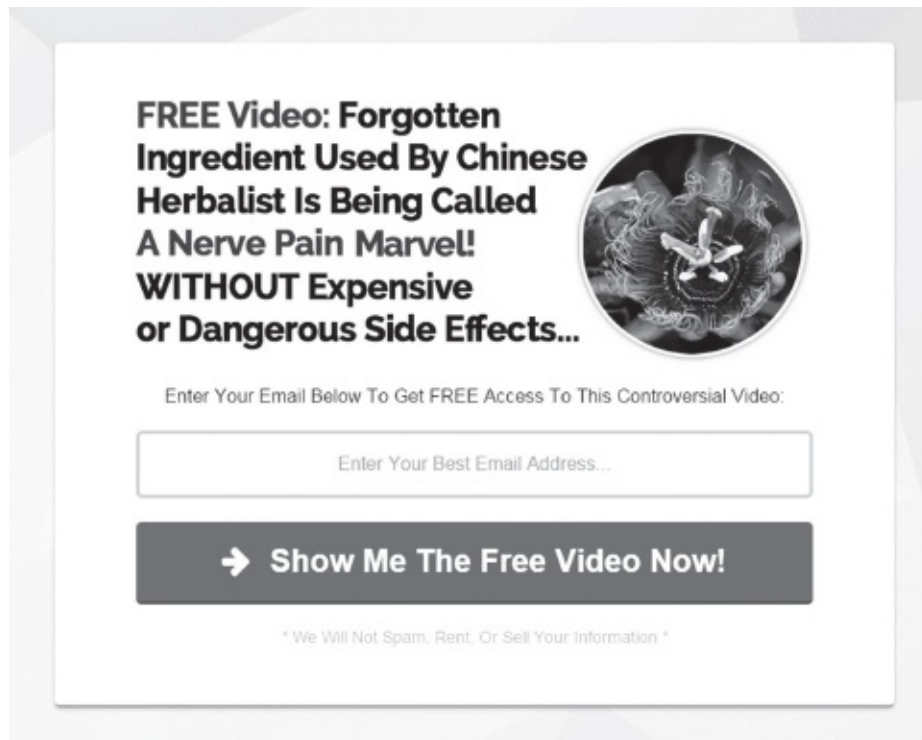 FREE Video: Forgotten
Ingredient Used By Chinese
Herbalist Is Being Called
A Nerve Pain Marvel!
WITHOUT Expensive
or Dangerous Side Effects...
Enter Your Email Below To Get FREE Access To This Controversial Video:
Enter Your Best Email Address...
Show Me The Free Video Now!
* We Will Not Spam, Rent, Or Sell Your Information *